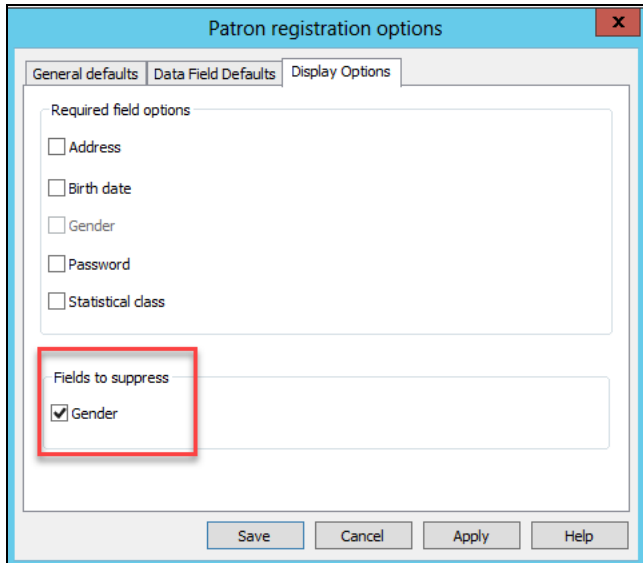 Patron registration options
x
General defaults
Data Field Defaults
Display Options
Required field options
Address
Birth date
Gender
Password
Statistical class
Fields to suppress
Gender
Save
Cancel
Apply
Help